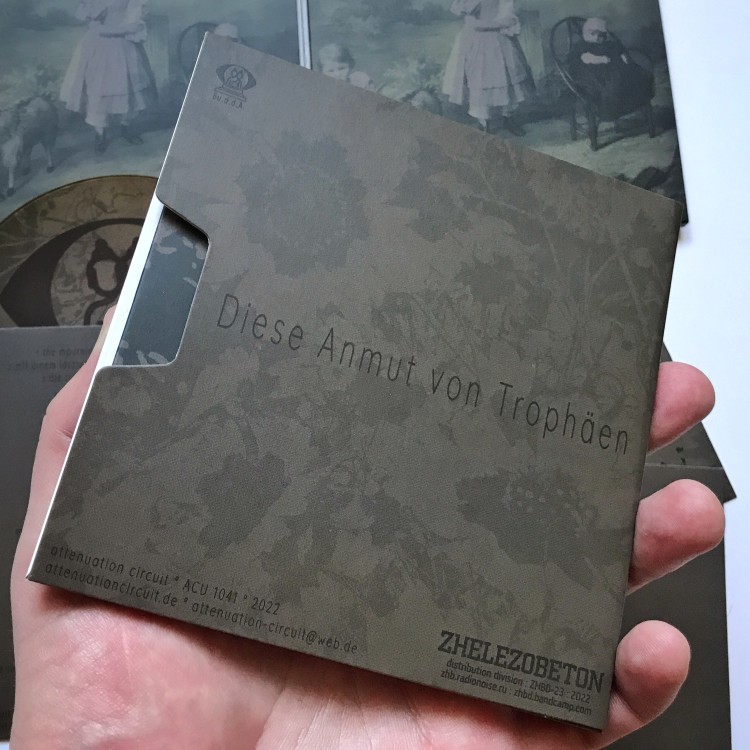 Diese Anmut von Trophäen
attenuation circuit * ACU 1041 * 2022
attenuationcircuit.de * attenuation-circuit@web.de
ZHELEZOBETON
distribution division · ZHBD-23 · 2022
zhb.radionoise.ru · zhbd.bandcamp.com